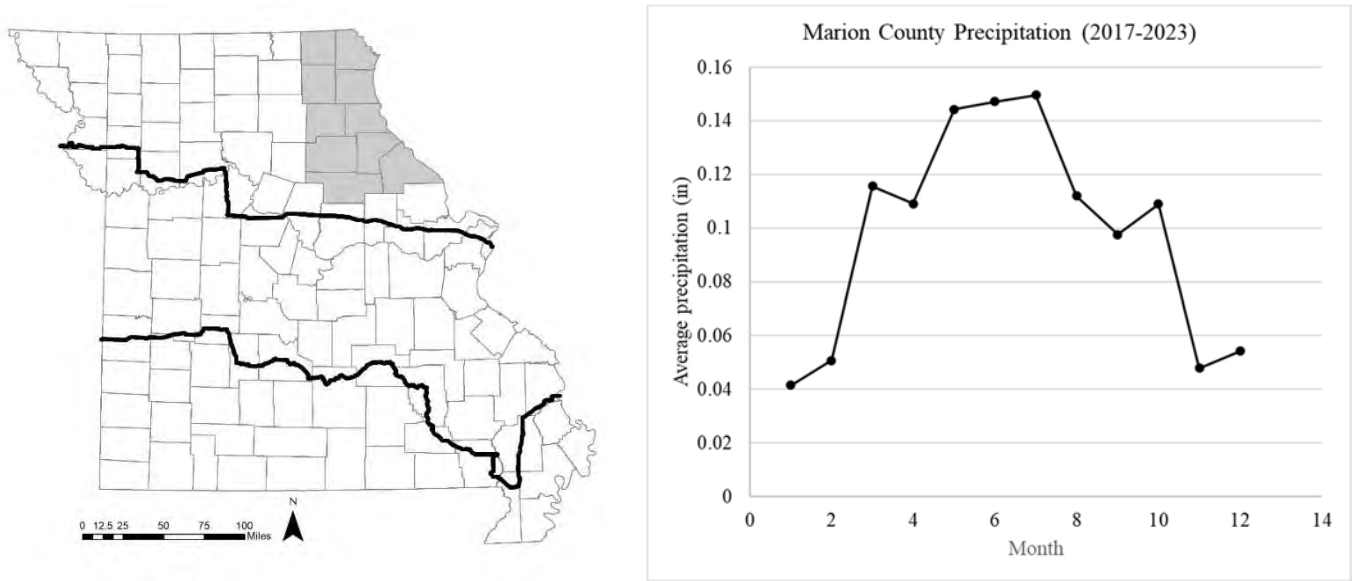 N
0 12.5 25 50 75 100
Miles
Marion County Precipitation (2017-2023)
Average precipitation (in)
0.16
0.14
0.12
0.1
0.08
0.06
0.04
0.02
0
0 2 4 6 8 10 12 14
Month